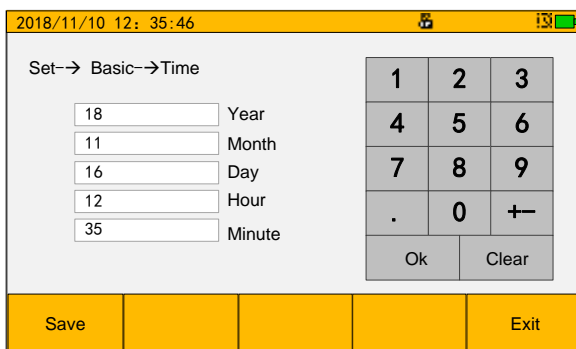 2018/11/10 12: 35:46
Set-→ Basic-→Time
18 Year
11 Month
16 Day
12 Hour
35 Minute
1 2 3
4 5 6
7 8 9
. 0 +-
Ok Clear
Save Exit